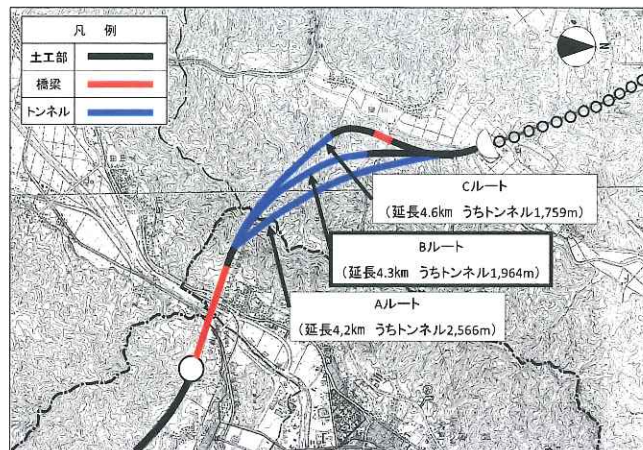 凡 例
土工部
橋梁
トンネル
N
Cルート
(延長4.6km うちトンネル1,759m)
Bルート
(延長4.3km うちトンネル1,964m)
Aルート
(延長4,2km うちトンネル2,566m)